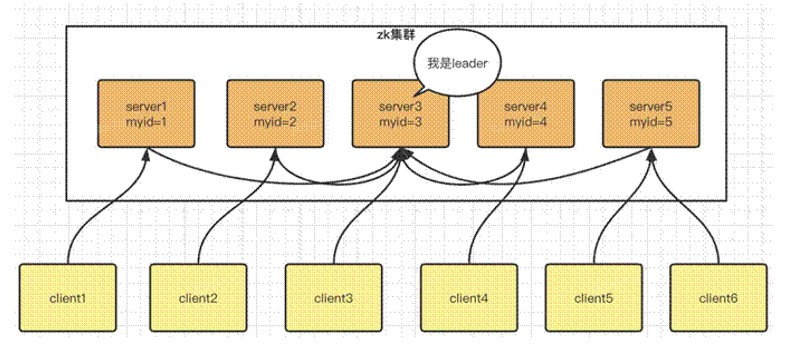 zk集群
我是leader
server1
myid=1
server2
myid=2
server3
myid=3
server4
myid=4
server5
myid=5
client1
client2
client3
client4
client5
client6